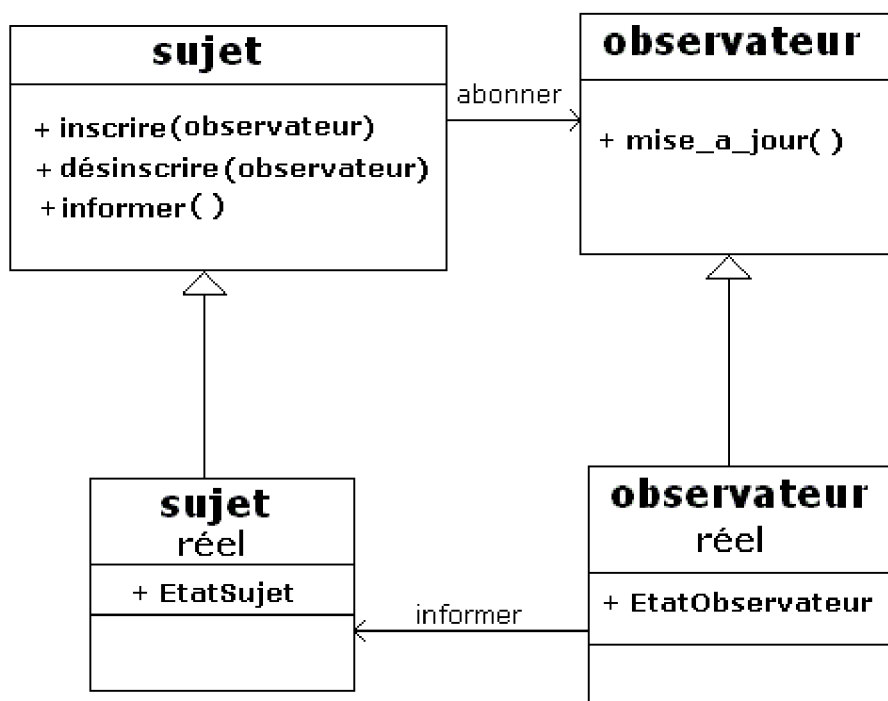 sujet
+ inscrire(observateur)
+ désinscrire(observateur)
+ informer( )
abonner
observateur
+ mise_a_jour( )
sujet
réel
+ EtatSujet
informer
observateur
réel
+ EtatObservateur